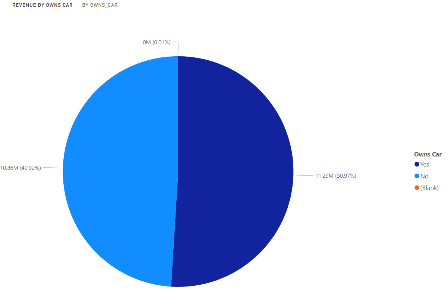 REVENUE BY OWNS CAR BY OWNS_CAR
0M (0.01%)
10.86M (49.02%)
11.29M (50.97%)
Owns Car
Yes
No
(Blank)